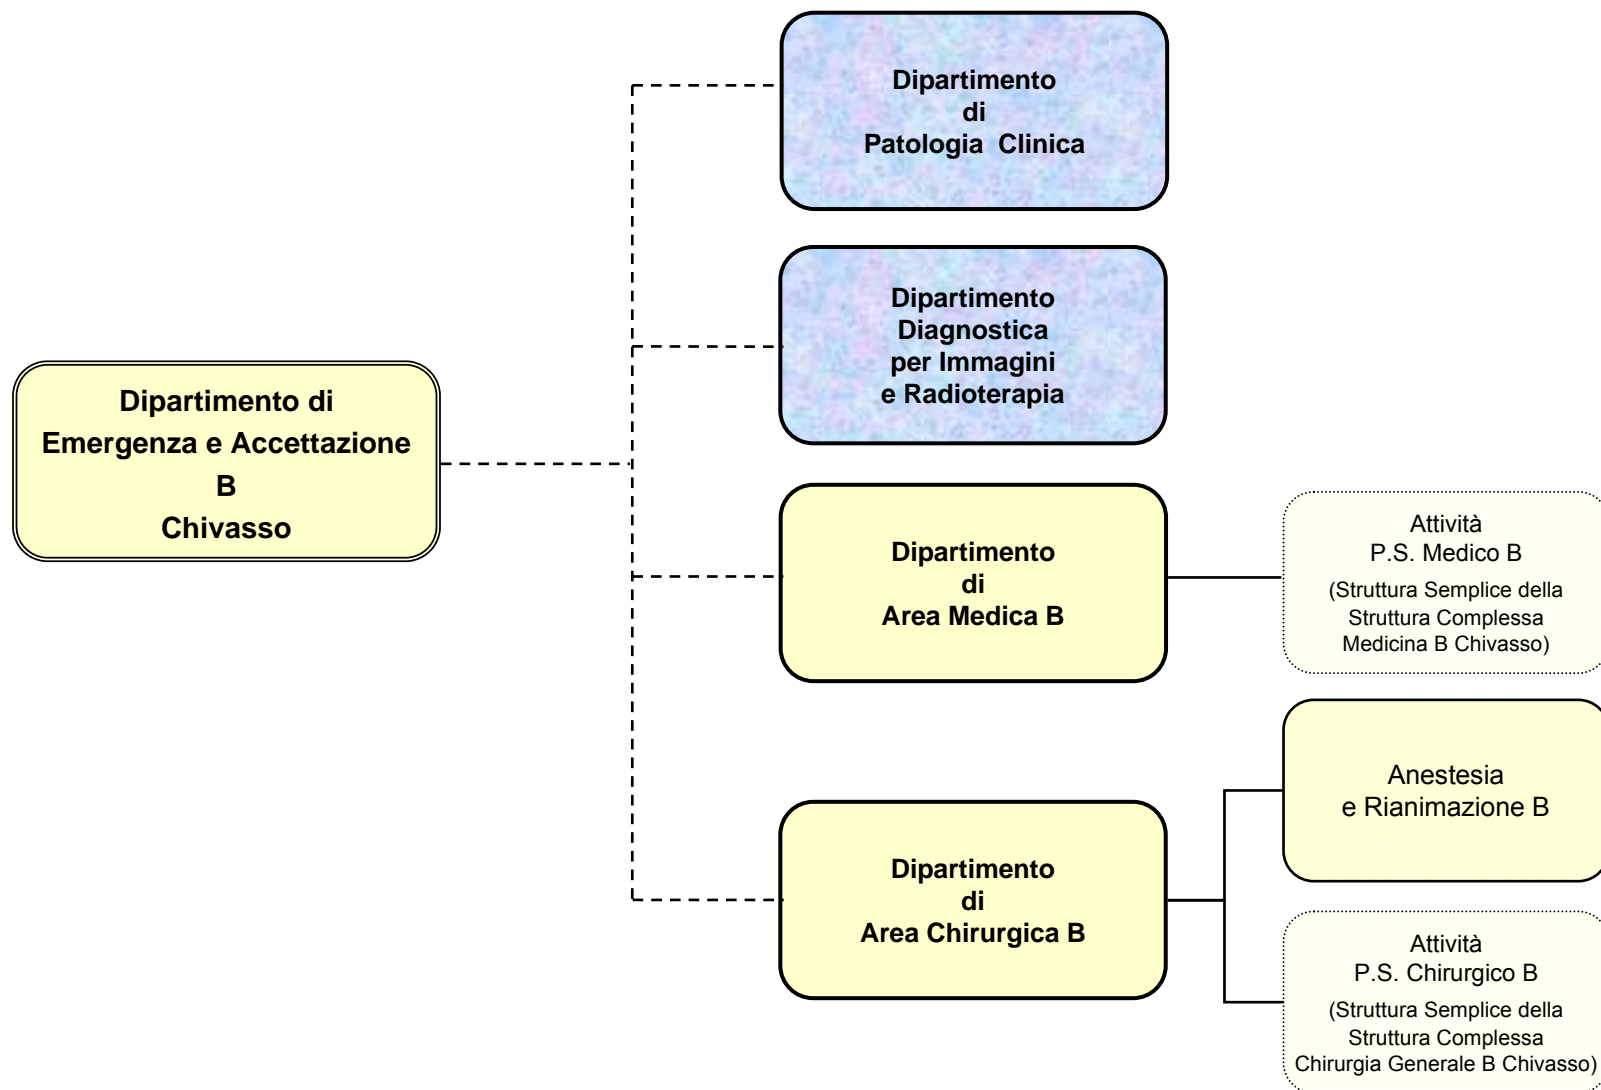 Dipartimento
di
Patologia Clinica
Dipartimento
Diagnostica
per Immagini
e Radioterapia
Dipartimento di
Emergenza e Accettazione
B
Chivasso
Dipartimento
di
Area Medica B
Attività
P.S. Medico B
(Struttura Semplice della
Struttura Complessa
Medicina B Chivasso)
Anestesia
e Rianimazione B
Dipartimento
di
Area Chirurgica B
Attività
P.S. Chirurgico B
(Struttura Semplice della
Struttura Complessa
Chirurgia Generale B Chivasso)